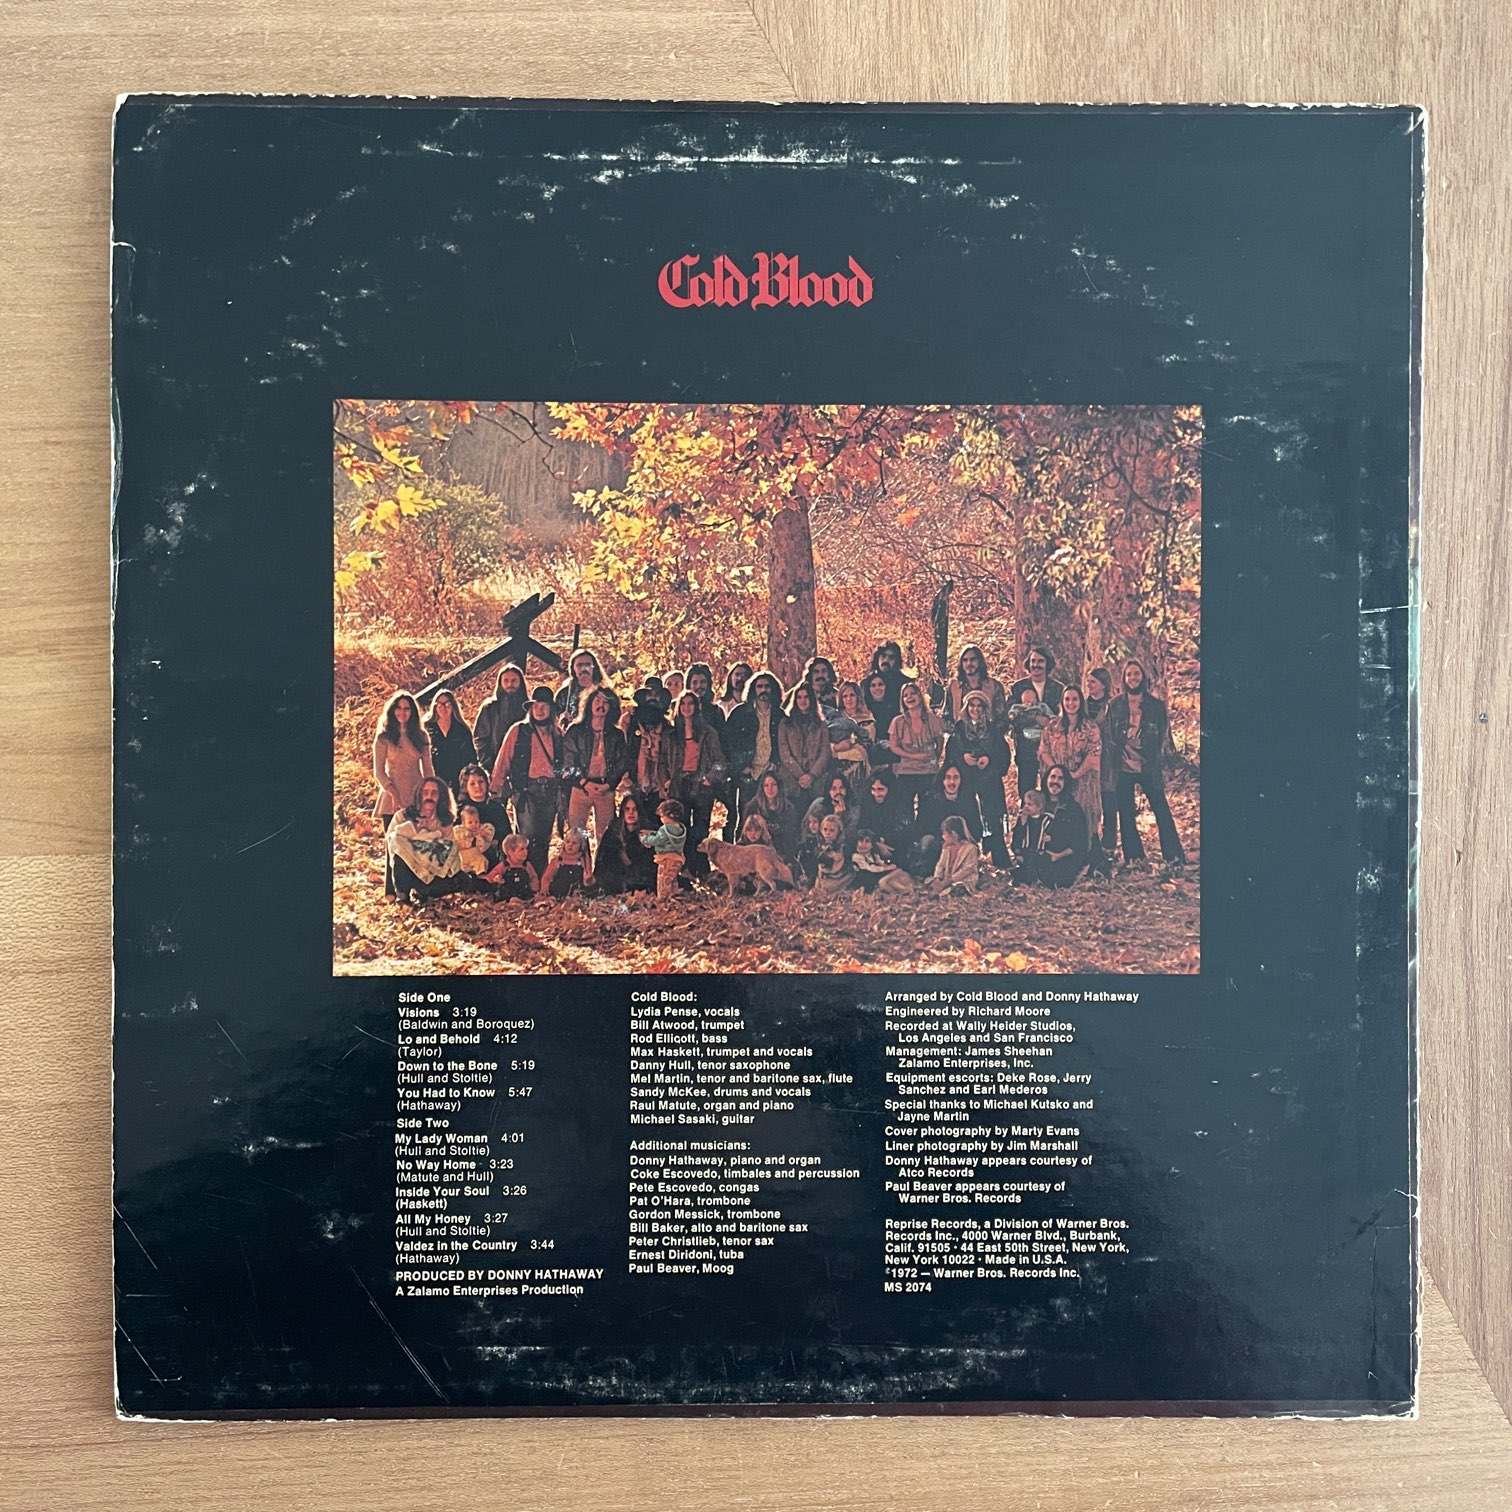 Cold Blood
Side One
Visions 3:19
(Baldwin and Boroquez)
Lo and Behold 4:12
(Taylor)
Down to the Bone 5:19
(Hull and Stoltie)
You Had to Know 5:47
(Hathaway)
Side Two
My Lady Woman 4:01
(Hull and Stoltie)
No Way Home 3:23
(Matute and Hull)
Inside Your Soul 3:26
(Haskett)
All My Honey 3:27
(Hull and Stoltie)
Valdez in the Country 3:44
(Hathaway)
PRODUCED BY DONNY HATHAWAY
A Zalamo Enterprises Production
Cold Blood:
Lydia Pense, vocals
Bill Atwood, trumpet
Rod Ellicott, bass
Max Haskett, trumpet and vocals
Danny Hull, tenor saxophone
Mel Martin, tenor and baritone sax, flute
Sandy McKee, drums and vocals
Raul Matute, organ and piano
Michael Sasaki, guitar
Additional musicians:
Donny Hathaway, piano and organ
Coke Escovedo, timbales and percussion
Pete Escovedo, congas
Pat O'Hara, trombone
Gordon Messick, trombone
Bill Baker, alto and baritone sax
Peter Christlieb, tenor sax
Ernest Diridoni, tuba
Paul Beaver, Moog
Arranged by Cold Blood and Donny Hathaway
Engineered by Richard Moore
Recorded at Wally Heider Studios,
Los Angeles and San Francisco
Management: James Sheehan
Zalamo Enterprises, Inc.
Equipment escorts: Deke Rose, Jerry
Sanchez and Earl Mederos
Special thanks to Michael Kutsko and
Jayne Martin
Cover photography by Marty Evans
Liner photography by Jim Marshall
Donny Hathaway appears courtesy of
Atco Records
Paul Beaver appears courtesy of
Warner Bros. Records
Reprise Records, a Division of Warner Bros.
Records Inc., 4000 Warner Blvd., Burbank,
Calif. 91505 · 44 East 50th Street, New York,
New York 10022 · Made in U.S.A.
©1972 — Warner Bros. Records Inc.
MS 2074